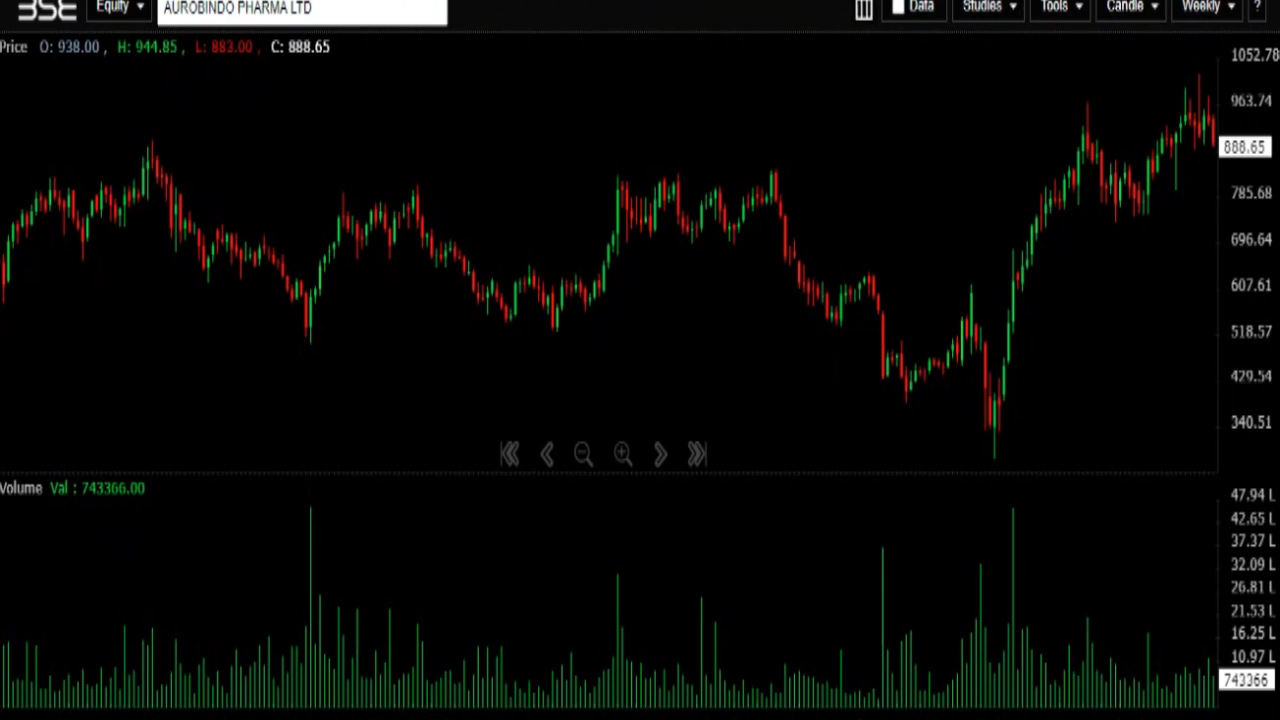 BSE Equity AUROBINDO PHARMA LTD Data Studies Tools Candle Weekly ?
Price O: 938.00 , H: 944.85 , L: 883.00 , C: 888.65
1052.78
963.74
888.65
785.68
696.64
607.61
518.57
429.54
340.51
Volume Val : 743366.00
47.94 L
42.65 L
37.37 L
32.09 L
26.81 L
21.53 L
16.25 L
10.97 L
743366